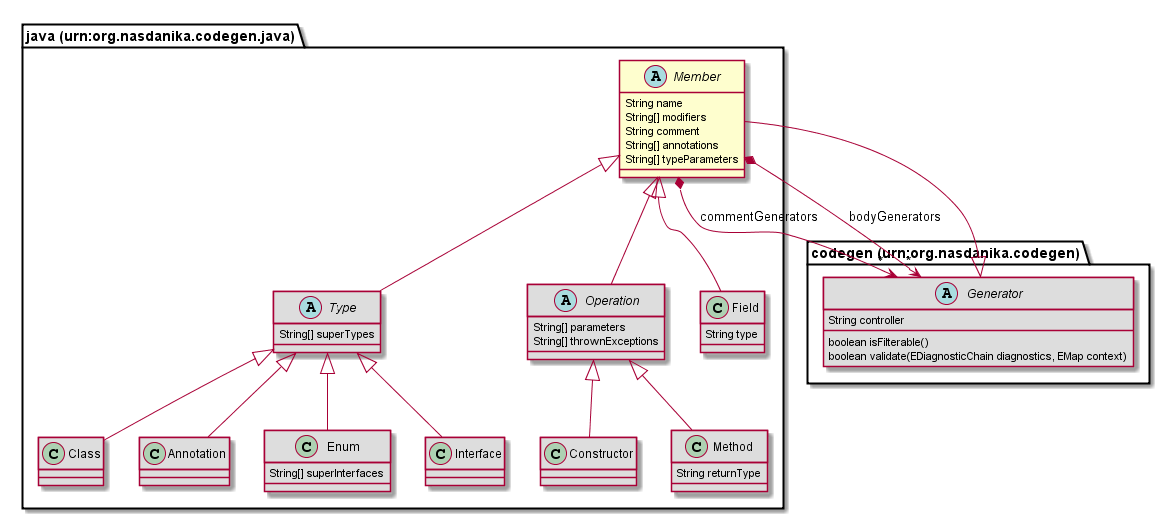 java (urn:org.nasdanika.codegen.java)
A Member
String name
String[] modifiers
String comment
String[] annotations
String[] typeParameters
commentGenerators
bodyGenerators
codegen (urn:org.nasdanika.codegen)
A Generator
String controller
boolean isFilterable()
boolean validate(EDiagnosticChain diagnostics, EMap context)
A Type
String[] superTypes
A Operation
String[] parameters
String[] thrownExceptions
C Field
String type
C Class
C Annotation
C Enum
String[] superInterfaces
C Interface
C Constructor
C Method
String returnType